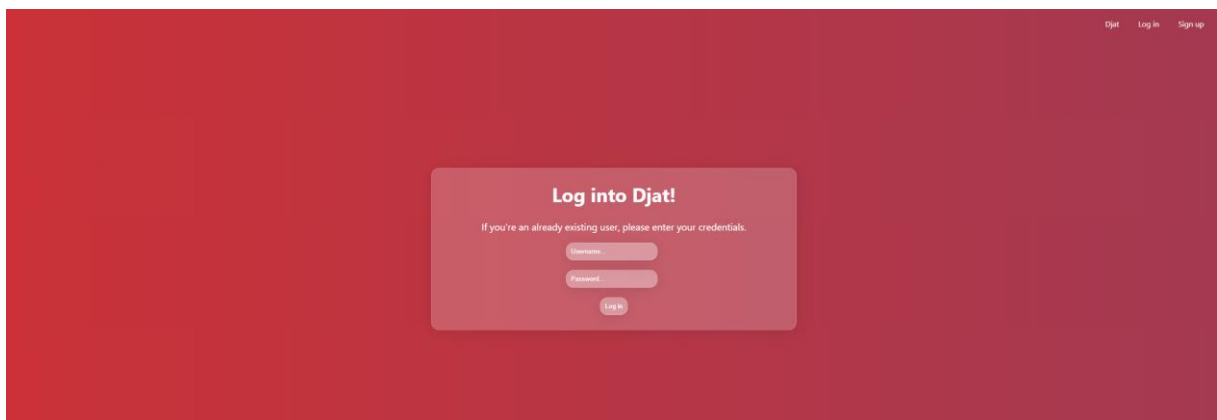 Djat Log in Sign up
Log into Djat!
If you're an already existing user, please enter your credentials.
Username...
Password...
Log in